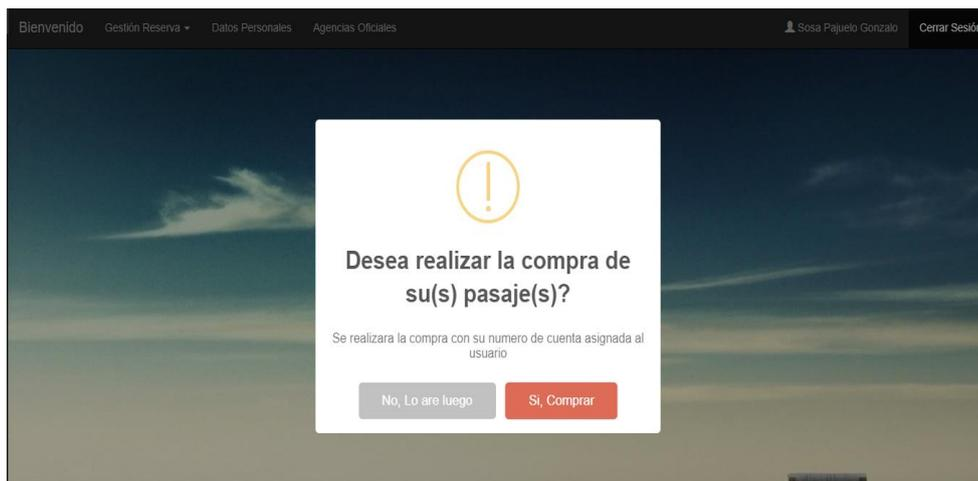 Bienvenido Gestión Reserva Datos Personales Agencias Oficiales Sosa Pajuelo Gonzalo Cerrar Sesión
Desea realizar la compra de
su(s) pasaje(s)?
Se realizara la compra con su numero de cuenta asignada al
usuario
No, Lo are luego Si, Comprar